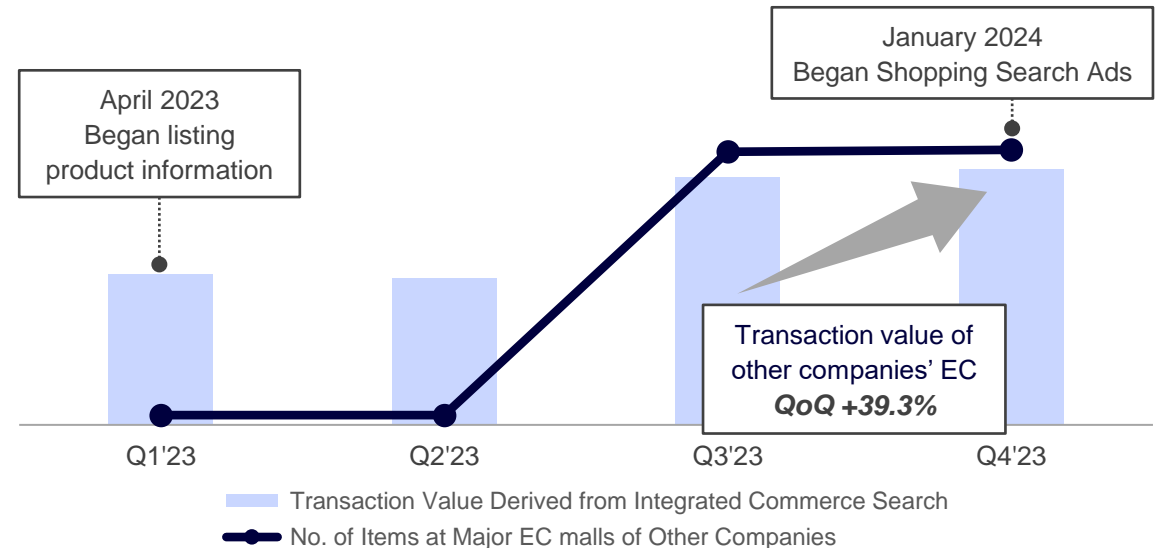 January 2024
Began Shopping Search Ads
April 2023
Began listing
product information
Transaction value of
other companies’ EC
QoQ +39.3%
Q1'23
Q2'23
Q3'23
Q4'23
Transaction Value Derived from Integrated Commerce Search
No. of Items at Major EC malls of Other Companies